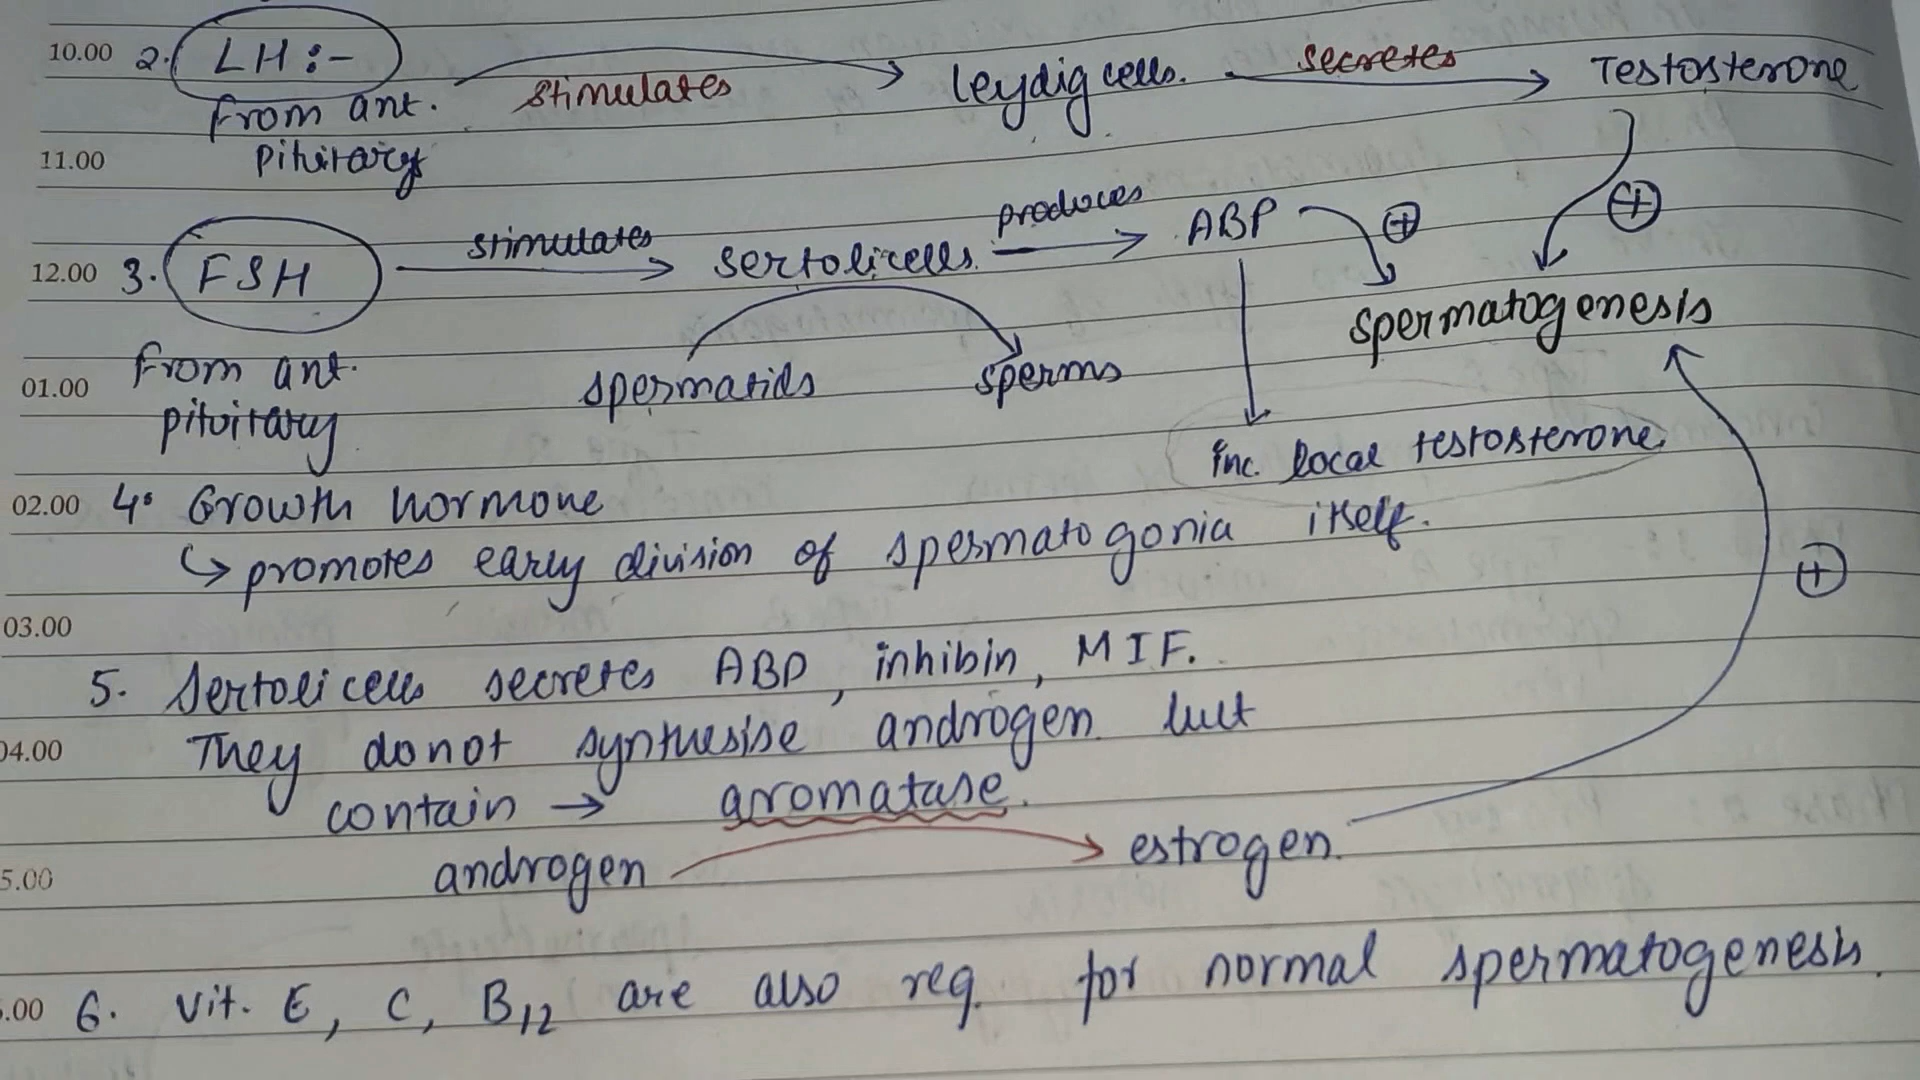 10.00 2. LH :- stimulates Leydig cells. secretes Testosterone
from ant.
11.00 pituitary
12.00 3. FSH stimulates sertolicells. produces ABP ⊕ ⊕
spermatogenesis
from ant.
01.00 spermatids sperms
pituitary
inc. local testosterone.
02.00 4. Growth hormone
↳ promotes early division of spermatogonia itself.
⊕
03.00
5. Sertoli cells secretes ABP, inhibin, MIF.
04.00 They do not synthesise androgen but
contain → aromatase.
5.00 androgen → estrogen.
.00 6. Vit. E, C, B12 are also req. for normal spermatogenesis.